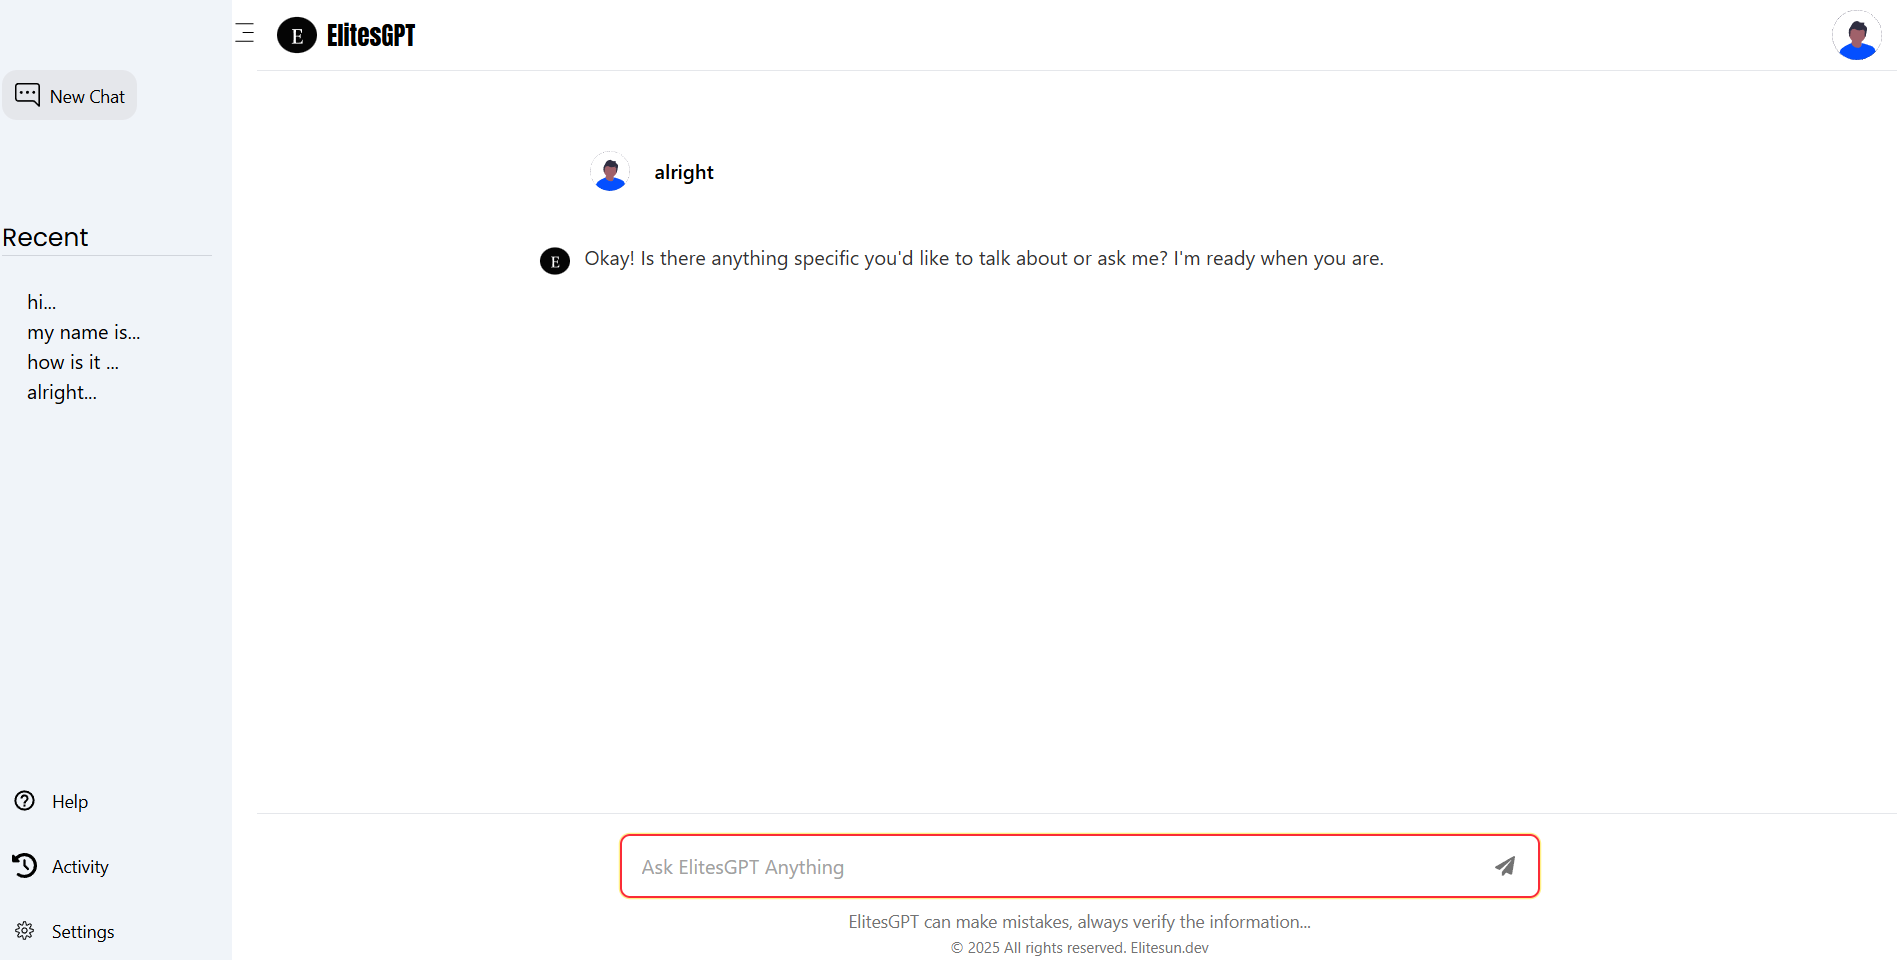 E ElitesGPT
New Chat
Recent
hi...
my name is...
how is it ...
alright...
Help
Activity
Settings
alright
E Okay! Is there anything specific you'd like to talk about or ask me? I'm ready when you are.
Ask ElitesGPT Anything
ElitesGPT can make mistakes, always verify the information...
© 2025 All rights reserved. Elitesun.dev